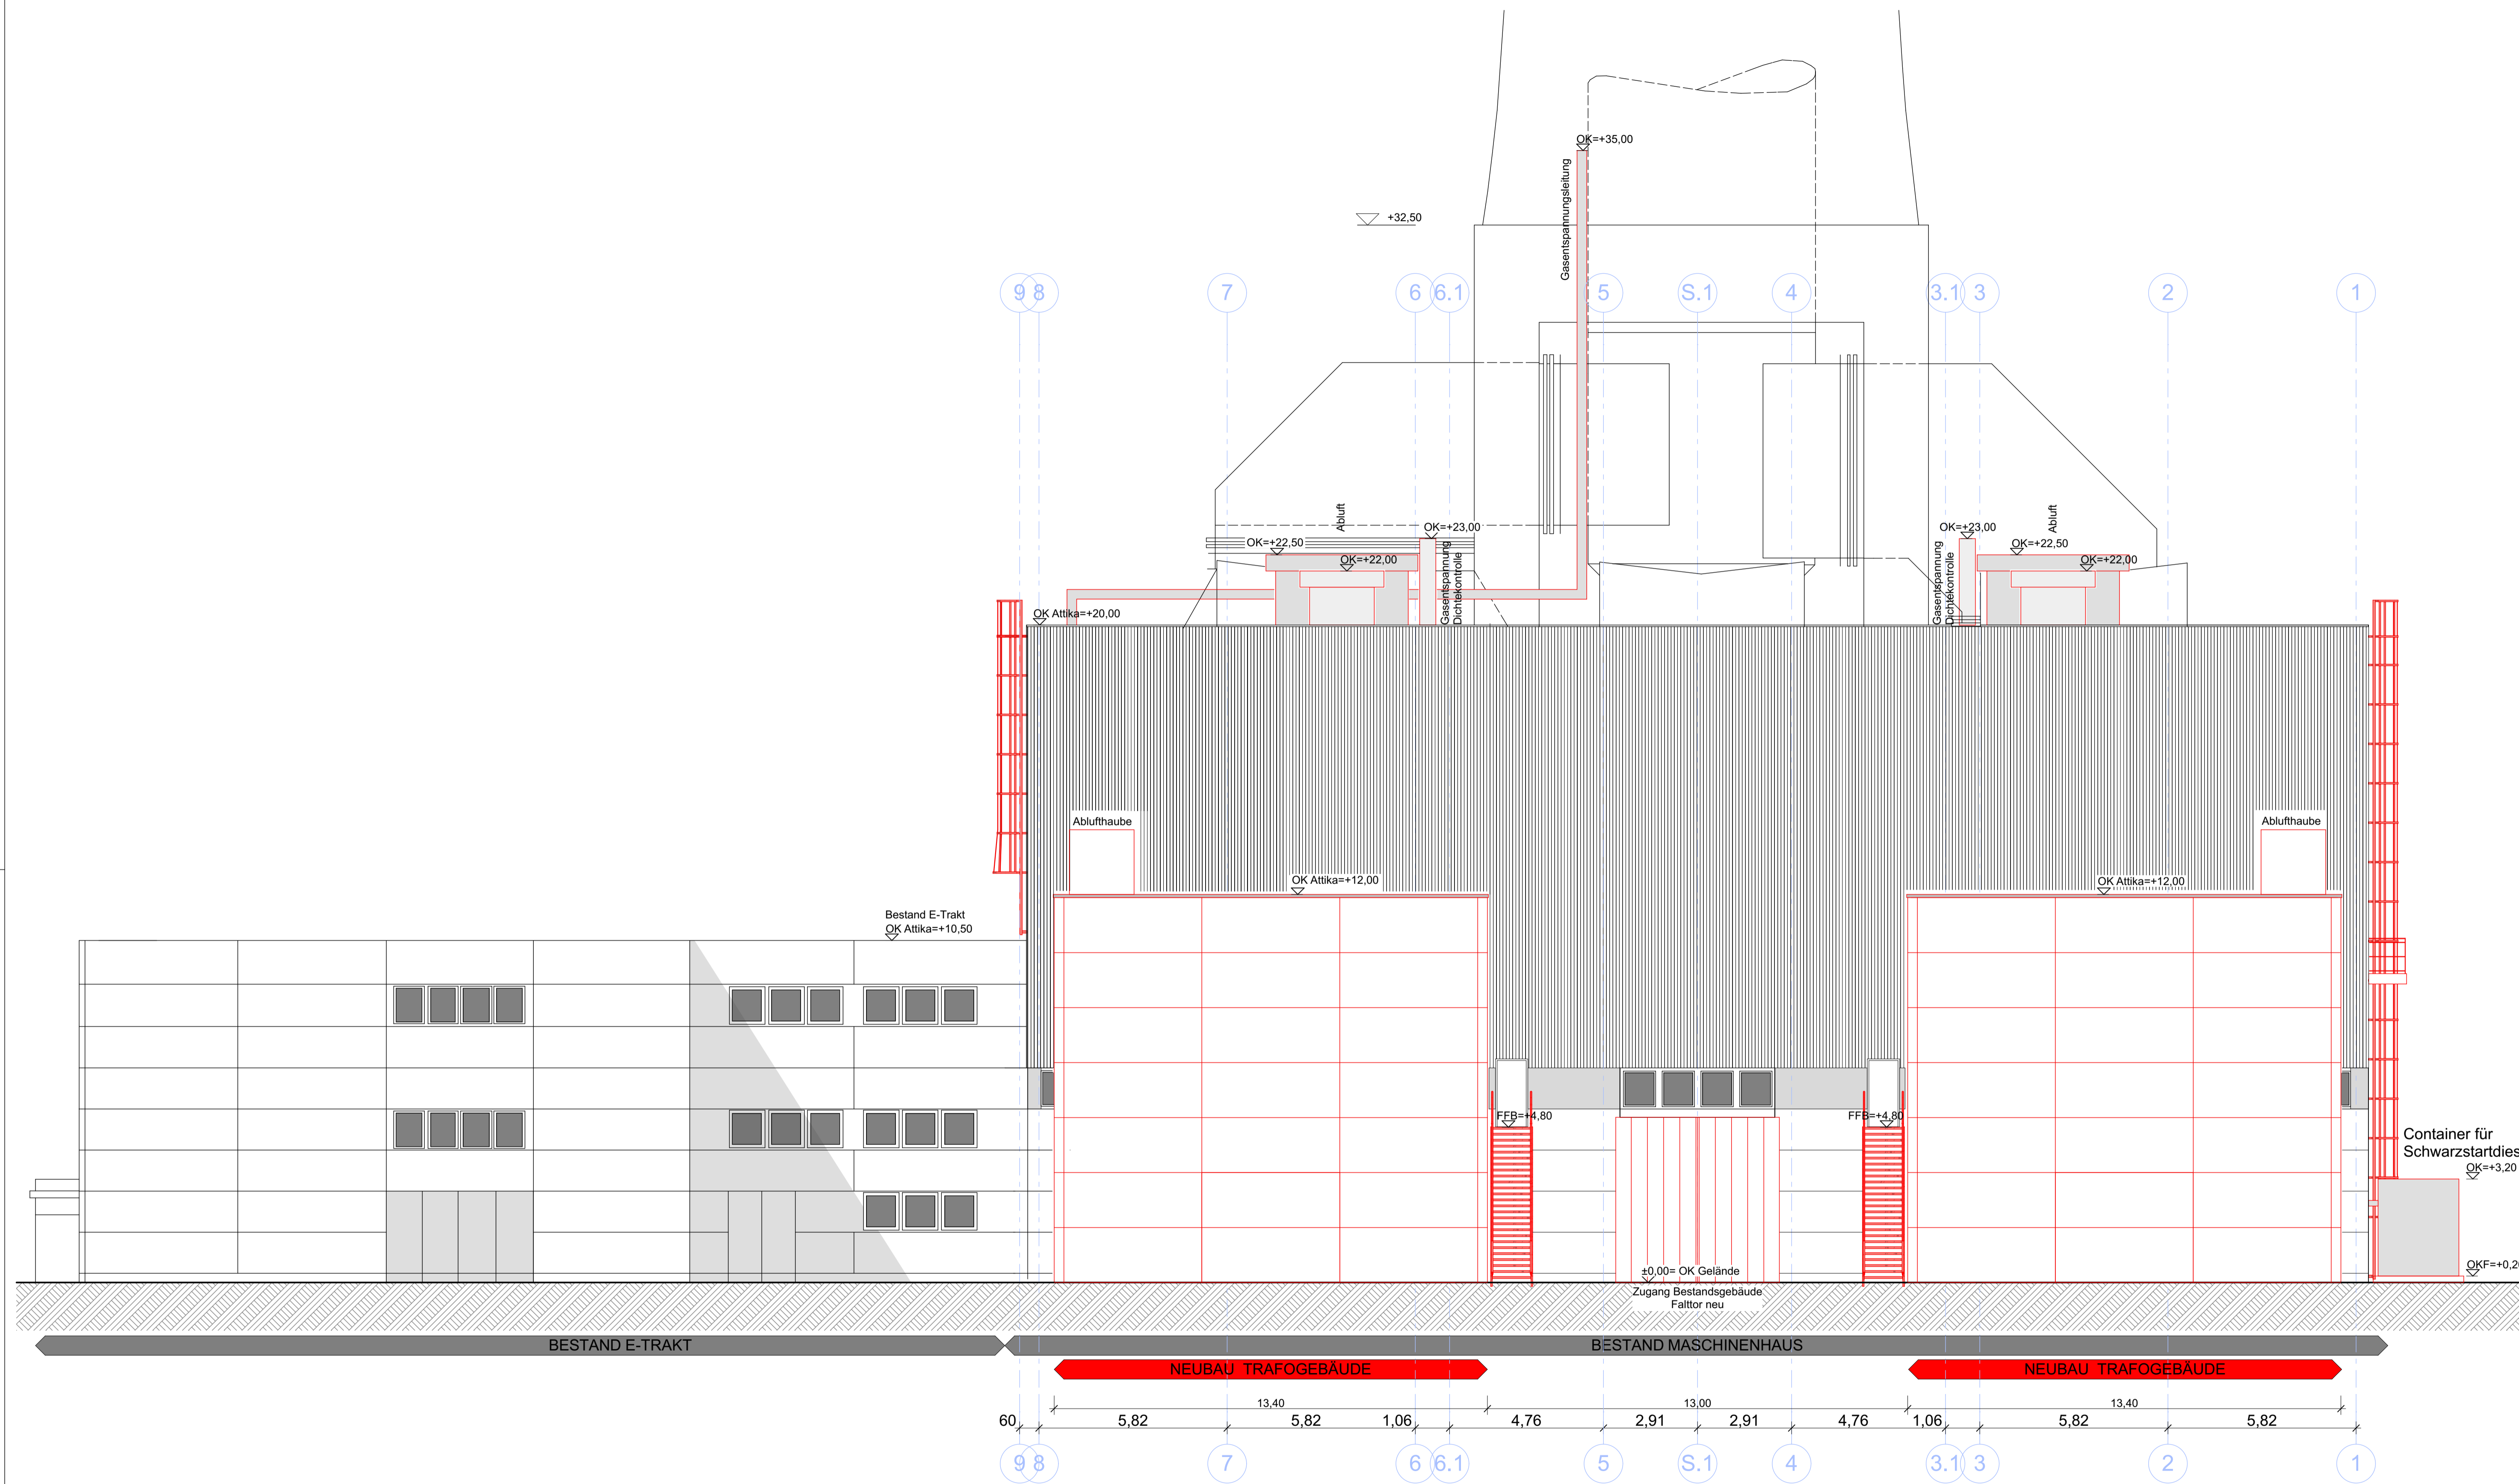 OK=+35,00
Gasentspannungsleitung
+32,50
9
8
7
6
6.1
5
S.1
4
3.1
3
2
1
Abluft
OK=+23,00
OK=+22,50
OK=+22,00
Gasentspannung
Dichtekontrolle
OK=+23,00
Abluft
OK=+22,50
OK=+22,00
Gasentspannung
Dichtekontrolle
OK Attika=+20,00
Ablufthaube
Ablufthaube
OK Attika=+12,00
OK Attika=+12,00
Bestand E-Trakt
OK Attika=+10,50
FFB=+4,80
FFB=+4,80
Container für
Schwarzstartdies
OK=+3,20
OKF=+0,20
±0,00= OK Gelände
Zugang Bestandsgebäude
Falttor neu
BESTAND E-TRAKT
BESTAND MASCHINENHAUS
NEUBAU TRAFOGEBÄUDE
NEUBAU TRAFOGEBÄUDE
13,40
13,00
13,40
60
5,82
5,82
1,06
4,76
2,91
2,91
4,76
1,06
5,82
5,82
9
8
7
6
6.1
5
S.1
4
3.1
3
2
1